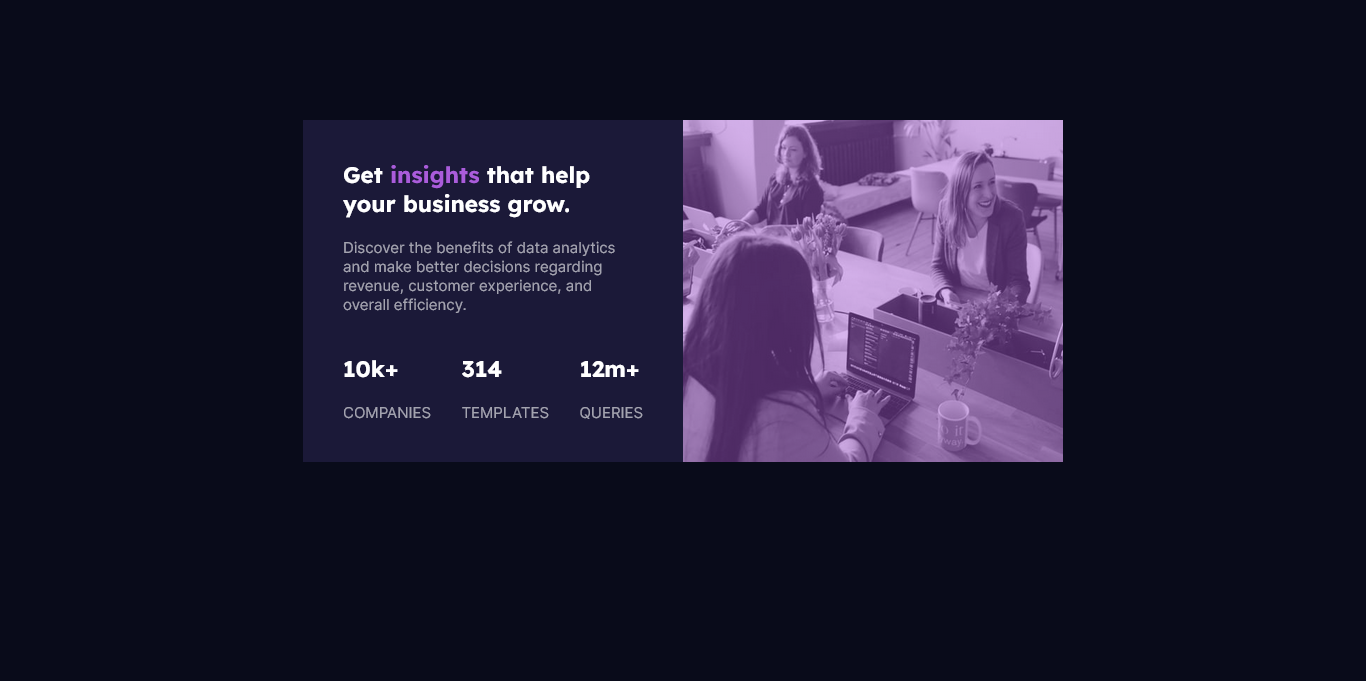 Get insights that help
your business grow.
Discover the benefits of data analytics
and make better decisions regarding
revenue, customer experience, and
overall efficiency.
10k+ 314 12m+
COMPANIES TEMPLATES QUERIES